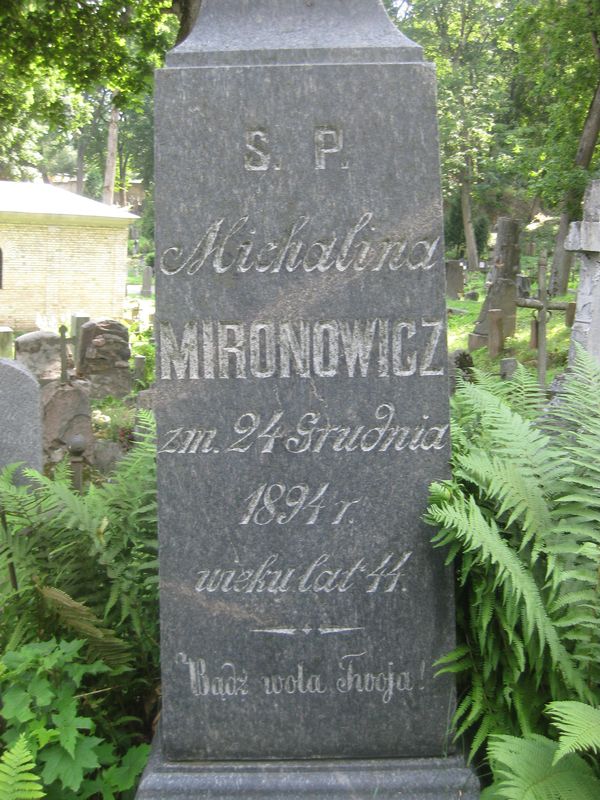 S. P.
Michalina
MIRONOWICZ
zm. 24 Grudnia
1894 r.
wieku lat 44.
Bądź wola Twoja!